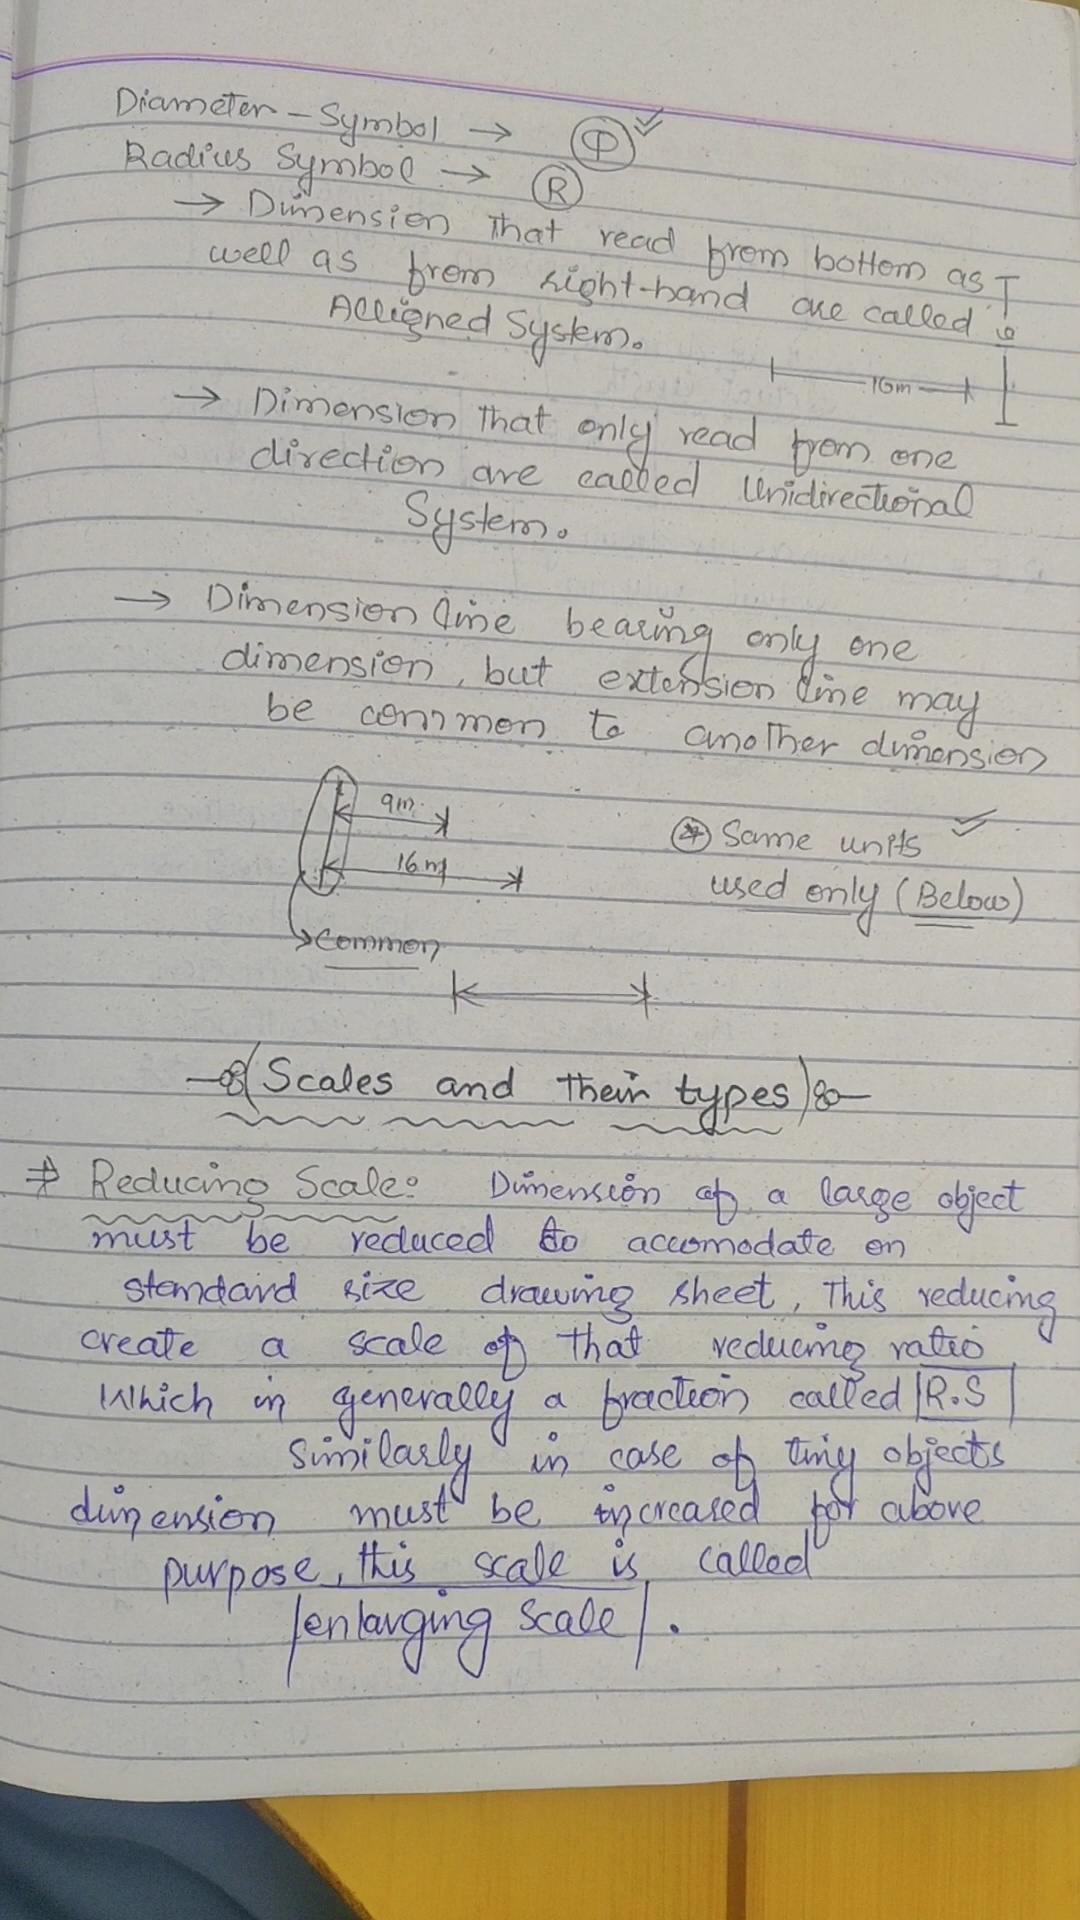 Diameter - Symbol → Φ
Radius Symbol → R
→ Dimension that read from bottom as
well as from right-hand are called
Alligned System.
16m
→ Dimension that only read from one
direction are called Unidirectional
System.
→ Dimension line bearing only one
dimension, but extension line may
be common to another dimension
9m
16m
Same units
used only (Below)
common
Scales and their types
⇒ Reducing Scale: Dimension of a large object
must be reduced to accomodate on
standard size drawing sheet, This reducing
create a scale of that reducing ratio
Which in generally a fraction called R.S
Similarly in case of tiny objects
dimension must be increased for above
purpose, this scale is called
enlarging scale.